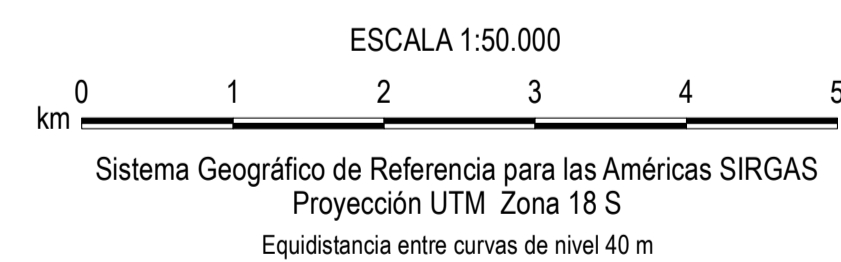 ESCALA 1:50.000
0 1 2 3 4 5
km
Sistema Geográfico de Referencia para las Américas SIRGAS
Proyección UTM Zona 18 S
Equidistancia entre curvas de nivel 40 m